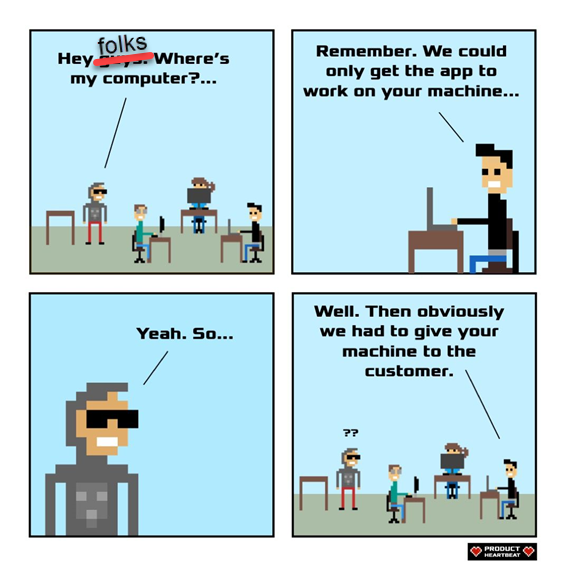 folks
Hey guys. Where's
my computer?...
Remember. We could
only get the app to
work on your machine...
Yeah. So...
Well. Then obviously
we had to give your
machine to the
customer.
??
PRODUCT
HEARTBEAT